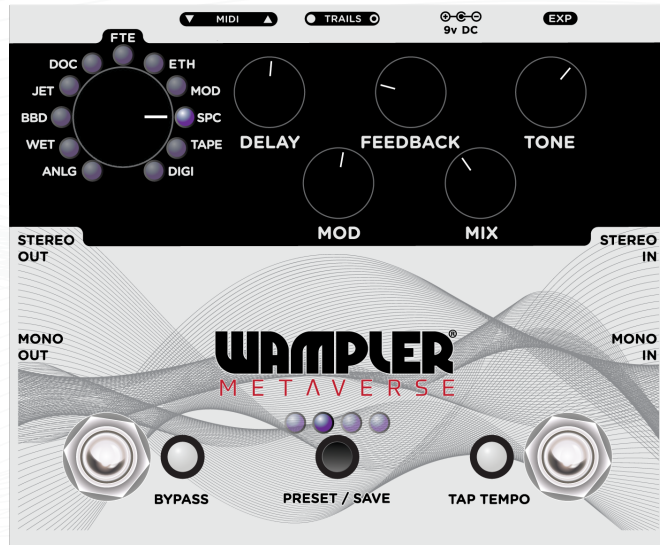 MIDI
TRAILS
9v DC
EXP
FTE
DOC
ETH
JET
MOD
BBD
SPC
WET
TAPE
ANLG
DIGI
DELAY
FEEDBACK
TONE
MOD
MIX
STEREO
OUT
STEREO
IN
MONO
OUT
MONO
IN
WAMPLER®
METAVERSE
BYPASS
PRESET / SAVE
TAP TEMPO